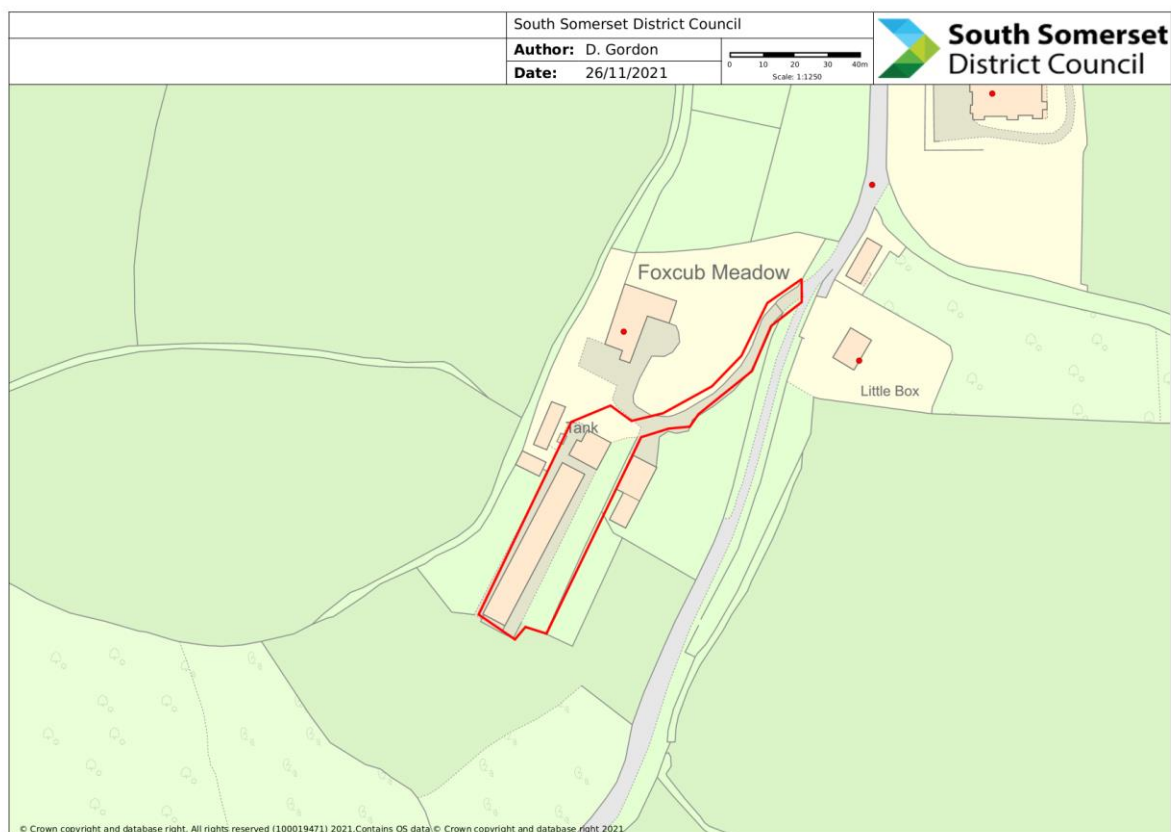 South Somerset District Council
Author: D. Gordon
Date: 26/11/2021
0 10 20 30 40m
Scale: 1:1250
South Somerset
District Council
Foxcub Meadow
Little Box
Tank
© Crown copyright and database right. All rights reserved (100019471) 2021.Contains OS data © Crown copyright and database right 2021